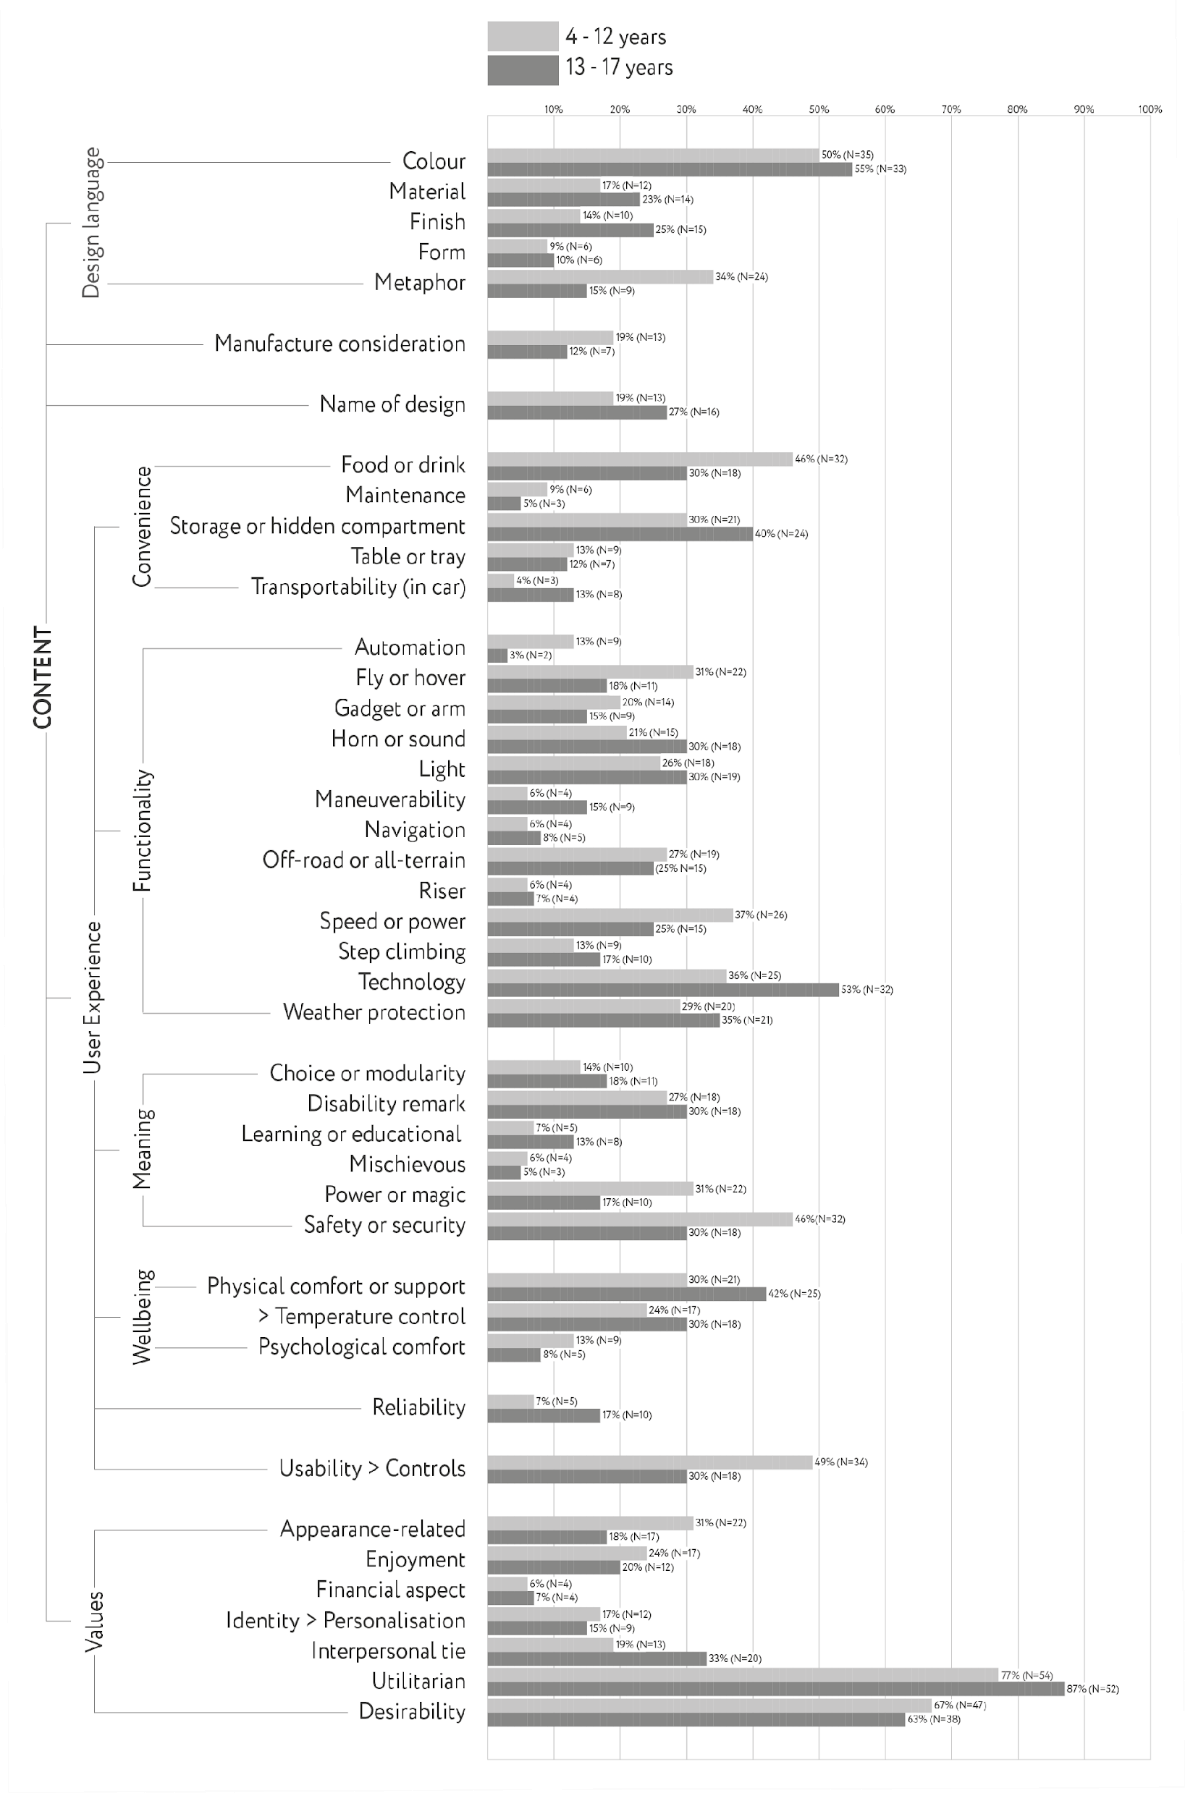 4 - 12 years
13 - 17 years
10% 20% 30% 40% 50% 60% 70% 80% 90% 100%
CONTENT
Design language
Colour 50% (N=35)
55% (N=33)
Material 17% (N=12)
23% (N=14)
Finish 14% (N=10)
25% (N=15)
Form 9% (N=6)
10% (N=6)
Metaphor 34% (N=24)
15% (N=9)
Manufacture consideration 19% (N=13)
12% (N=7)
Name of design 19% (N=13)
27% (N=16)
User Experience
Convenience
Food or drink 46% (N=32)
30% (N=18)
Maintenance 9% (N=6)
5% (N=3)
Storage or hidden compartment 30% (N=21)
40% (N=24)
Table or tray 13% (N=9)
12% (N=7)
Transportability (in car) 4% (N=3)
13% (N=8)
Functionality
Automation 13% (N=9)
3% (N=2)
Fly or hover 31% (N=22)
18% (N=11)
Gadget or arm 20% (N=14)
15% (N=9)
Horn or sound 21% (N=15)
30% (N=18)
Light 26% (N=18)
30% (N=19)
Maneuverability 6% (N=4)
15% (N=9)
Navigation 6% (N=4)
8% (N=5)
Off-road or all-terrain 27% (N=19)
(25% N=15)
Riser 6% (N=4)
7% (N=4)
Speed or power 37% (N=26)
25% (N=15)
Step climbing 13% (N=9)
17% (N=10)
Technology 36% (N=25)
53% (N=32)
Weather protection 29% (N=20)
35% (N=21)
Meaning
Choice or modularity 14% (N=10)
18% (N=11)
Disability remark 27% (N=18)
30% (N=18)
Learning or educational 7% (N=5)
13% (N=8)
Mischievous 6% (N=4)
5% (N=3)
Power or magic 31% (N=22)
17% (N=10)
Safety or security 46%(N=32)
30% (N=18)
Wellbeing
Physical comfort or support 30% (N=21)
42% (N=25)
> Temperature control 24% (N=17)
30% (N=18)
Psychological comfort 13% (N=9)
8% (N=5)
Reliability 7% (N=5)
17% (N=10)
Usability > Controls 49% (N=34)
30% (N=18)
Values
Appearance-related 31% (N=22)
18% (N=17)
Enjoyment 24% (N=17)
20% (N=12)
Financial aspect 6% (N=4)
7% (N=4)
Identity > Personalisation 17% (N=12)
15% (N=9)
Interpersonal tie 19% (N=13)
33% (N=20)
Utilitarian 77% (N=54)
87% (N=52)
Desirability 67% (N=47)
63% (N=38)